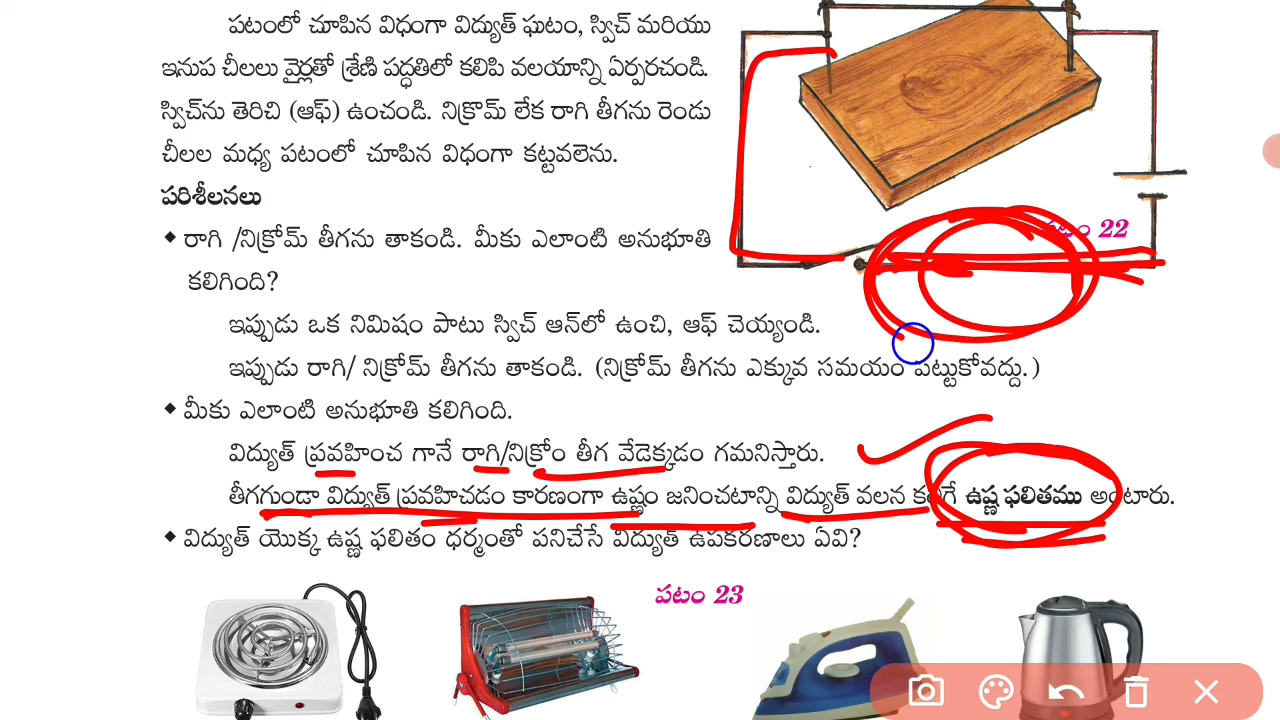 పటంలో చూపిన విధంగా విద్యుత్ ఘటం, స్విచ్ మరియు
ఇనుప చీలలు వైర్లతో శ్రేణి పద్ధతిలో కలిపి వలయాన్ని ఏర్పరచండి.
స్విచ్‌ను తెరిచి (ఆఫ్) ఉంచండి. నిక్రొమ్ లేక రాగి తీగను రెండు
చీలల మధ్య పటంలో చూపిన విధంగా కట్టవలెను.
పటం 22
పరిశీలనలు
◆ రాగి /నిక్రోమ్ తీగను తాకండి. మీకు ఎలాంటి అనుభూతి
కలిగింది?
ఇప్పుడు ఒక నిమిషం పాటు స్విచ్ ఆన్‌లో ఉంచి, ఆఫ్ చెయ్యండి.
ఇప్పుడు రాగి/ నిక్రోమ్ తీగను తాకండి. (నిక్రోమ్ తీగను ఎక్కువ సమయం పట్టుకోవద్దు.)
◆ మీకు ఎలాంటి అనుభూతి కలిగింది.
విద్యుత్ ప్రవహించ గానే రాగి/నిక్రోం తీగ వేడెక్కడం గమనిస్తారు.
తీగగుండా విద్యుత్ ప్రవహిచడం కారణంగా ఉష్ణం జనించటాన్ని విద్యుత్ వలన కలిగే ఉష్ణ ఫలితము అంటారు.
◆ విద్యుత్ యొక్క ఉష్ణ ఫలితం ధర్మంతో పనిచేసే విద్యుత్ ఉపకరణాలు ఏవి?
పటం 23